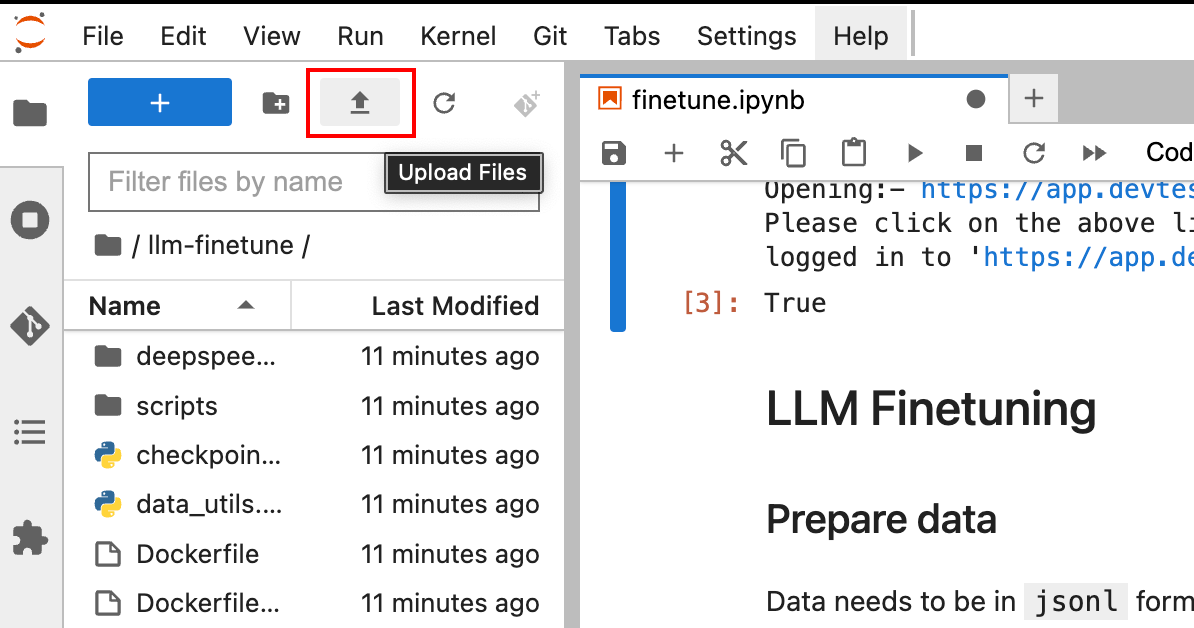 File Edit View Run Kernel Git Tabs Settings Help
Upload Files
Filter files by name
/ llm-finetune /
Name Last Modified
deepspee... 11 minutes ago
scripts 11 minutes ago
checkpoin... 11 minutes ago
data_utils.... 11 minutes ago
Dockerfile 11 minutes ago
Dockerfile... 11 minutes ago
finetune.ipynb
Cod
Opening:- https://app.devtes
Please click on the above li
logged in to 'https://app.de
[3]: True
LLM Finetuning
Prepare data
Data needs to be in jsonl form